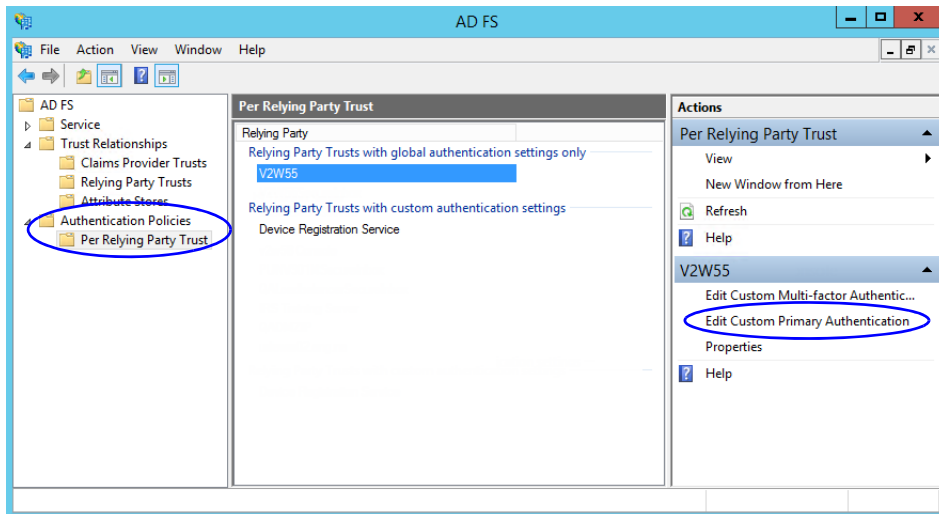 AD FS
File Action View Window Help
AD FS
Service
Trust Relationships
Claims Provider Trusts
Relying Party Trusts
Attribute Stores
Authentication Policies
Per Relying Party Trust
Per Relying Party Trust
Relying Party
Relying Party Trusts with global authentication settings only
V2W55
Relying Party Trusts with custom authentication settings
Device Registration Service
Actions
Per Relying Party Trust
View
New Window from Here
Refresh
Help
V2W55
Edit Custom Multi-factor Authentic...
Edit Custom Primary Authentication
Properties
Help